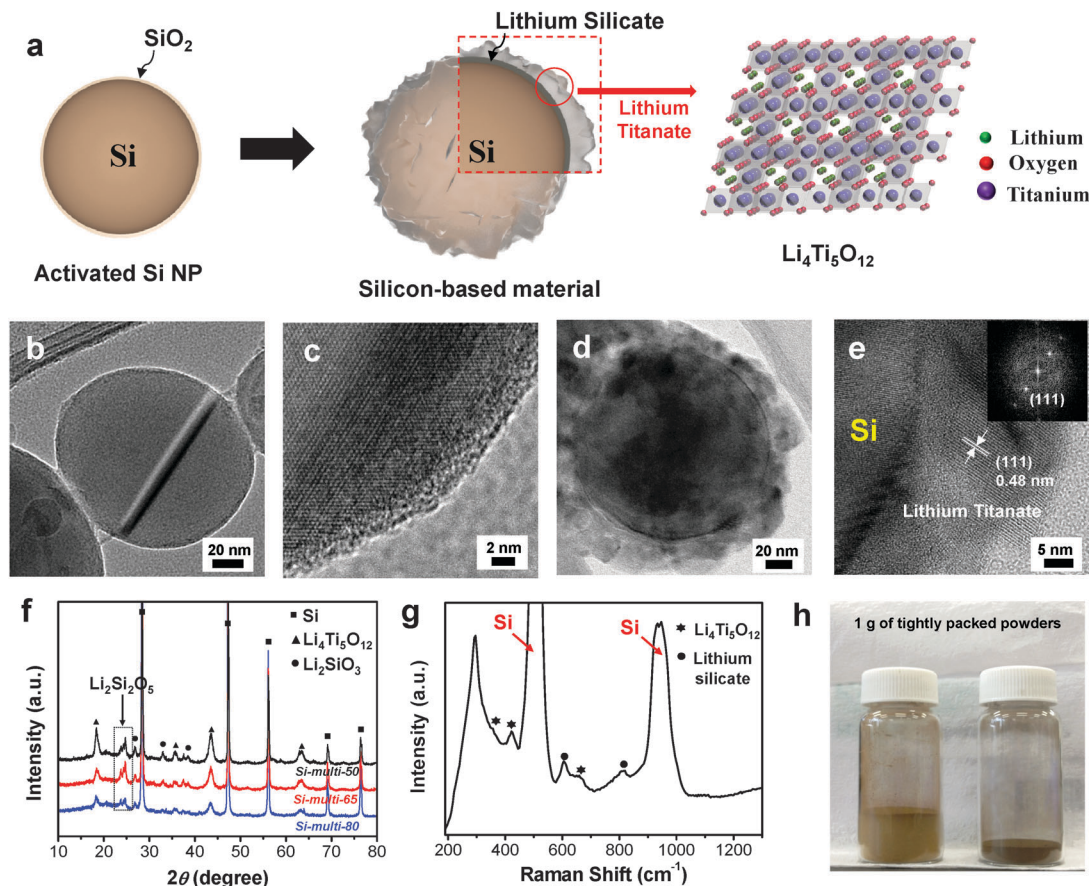 a
SiO2
Si
Activated Si NP
Lithium Silicate
Si
Silicon-based material
Lithium
Titanate
Li4Ti5O12
Lithium
Oxygen
Titanium
b
20 nm
c
2 nm
d
20 nm
e
Si
(111)
(111)
0.48 nm
Lithium Titanate
5 nm
f
Intensity (a.u.)
■ Si
▲ Li4Ti5O12
● Li2SiO3
Li2Si2O5
Si-multi-50
Si-multi-65
Si-multi-80
10 20 30 40 50 60 70 80
2θ (degree)
g
Intensity (a.u.)
Si
Si
✶ Li4Ti5O12
● Lithium
silicate
200 400 600 800 1000 1200
Raman Shift (cm-1)
h
1 g of tightly packed powders